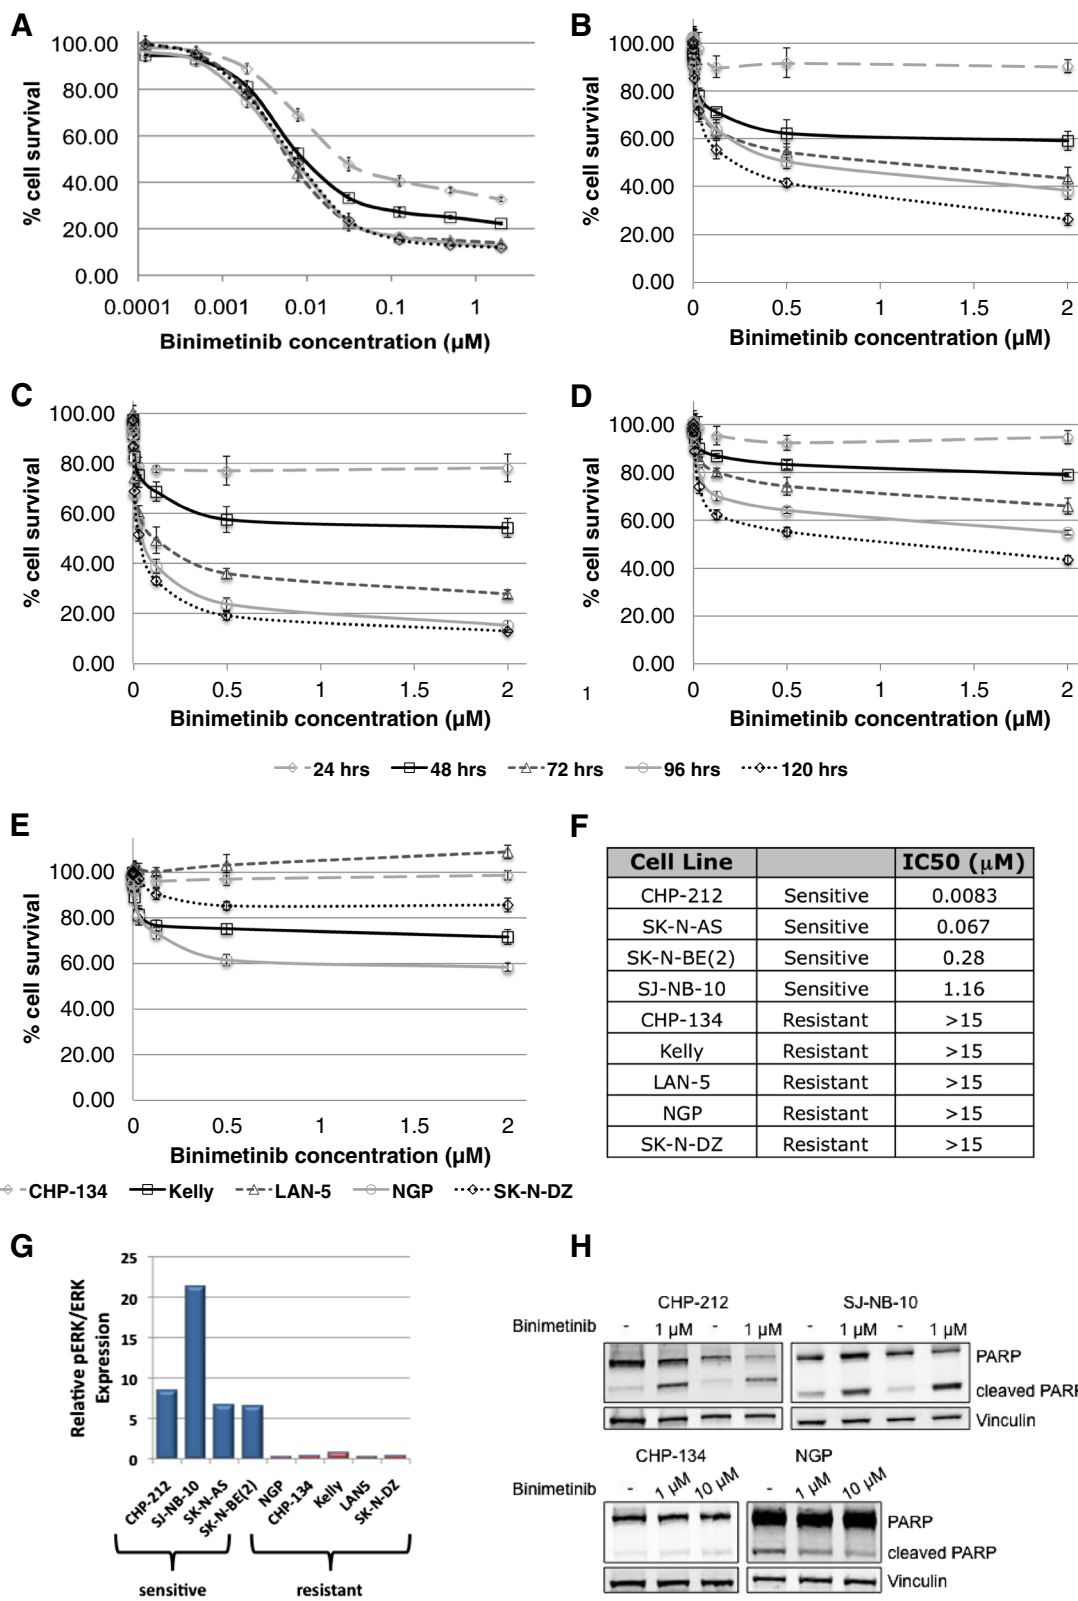 A
100.00
80.00
60.00
40.00
20.00
0.00
% cell survival
0.0001 0.001 0.01 0.1 1
Binimetinib concentration (µM)
B
100.00
80.00
60.00
40.00
20.00
0.00
% cell survival
0 0.5 1 1.5 2
Binimetinib concentration (µM)
C
100.00
80.00
60.00
40.00
20.00
0.00
% cell survival
0 0.5 1 1.5 2
Binimetinib concentration (µM)
D
100.00
80.00
60.00
40.00
20.00
0.00
% cell survival
0 0.5 1 1.5 2
1
Binimetinib concentration (µM)
24 hrs 48 hrs 72 hrs 96 hrs 120 hrs
E
100.00
80.00
60.00
40.00
20.00
0.00
% cell survival
0 0.5 1 1.5 2
Binimetinib concentration (µM)
CHP-134 Kelly LAN-5 NGP SK-N-DZ
F
Cell Line IC50 (µM)
CHP-212 Sensitive 0.0083
SK-N-AS Sensitive 0.067
SK-N-BE(2) Sensitive 0.28
SJ-NB-10 Sensitive 1.16
CHP-134 Resistant >15
Kelly Resistant >15
LAN-5 Resistant >15
NGP Resistant >15
SK-N-DZ Resistant >15
G
25
20
15
10
5
0
Relative pERK/ERK
Expression
CHP-212 SJ-NB-10 SK-N-AS SK-N-BE(2) NGP CHP-134 Kelly LAN5 SK-N-DZ
sensitive resistant
H
CHP-212 SJ-NB-10
Binimetinib - 1 µM - 1 µM - 1 µM - 1 µM
PARP
cleaved PARP
Vinculin
CHP-134 NGP
Binimetinib - 1 µM 10 µM - 1 µM 10 µM
PARP
cleaved PARP
Vinculin